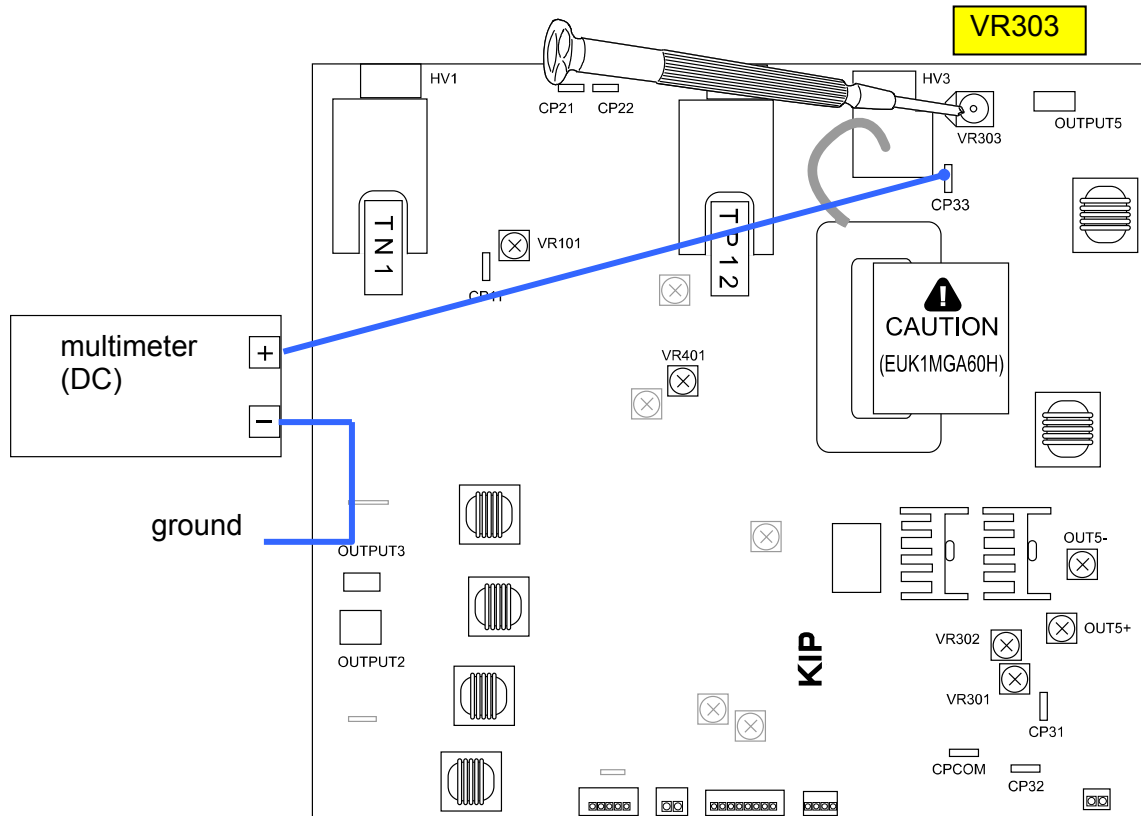 VR303
HV1
HV3
CP21
CP22
VR303
OUTPUT5
CP33
TN1
TP12
VR101
CP11
CAUTION
(EUK1MGA60H)
multimeter
(DC)
+
−
VR401
ground
OUTPUT3
OUTPUT2
OUT5-
OUT5+
VR302
VR301
KIP
CP31
CPCOM
CP32